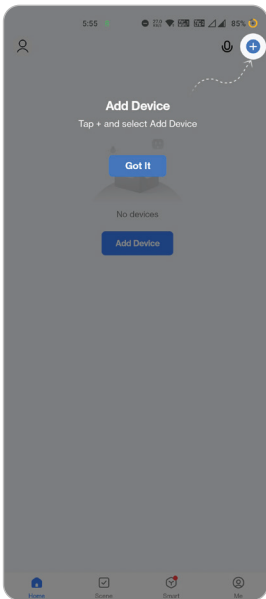 5:55
85%
Add Device
Tap + and select Add Device
Got It
No devices
Add Device
Home
Scene
Smart
Me